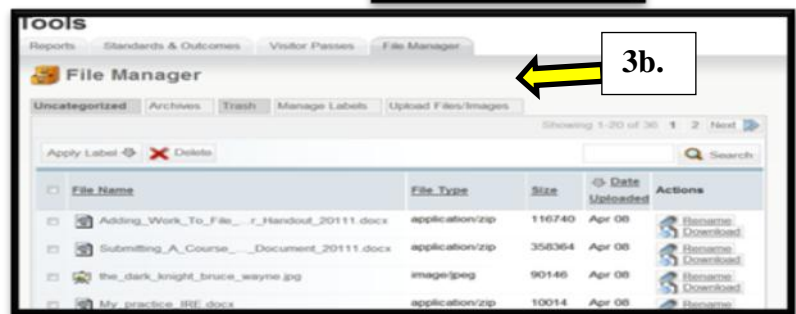 Tools
Reports Standards & Outcomes Visitor Passes File Manager
3b.
File Manager
Uncategorized Archives Trash Manage Labels Upload Files/Images
Showing 1-20 of 36 1 2 Next
Apply Label Delete Search
File Name File Type Size Date Uploaded Actions
Adding_Work_To_File_...r_Handout_20111.docx application/zip 116740 Apr 08 Rename
Download
Submitting_A_Course_..._Document_20111.docx application/zip 358364 Apr 08 Rename
Download
the_dark_knight_bruce_wayne.jpg image/jpeg 90146 Apr 08 Rename
Download
My_practice_IRE.docx application/zip 10014 Apr 08 Rename